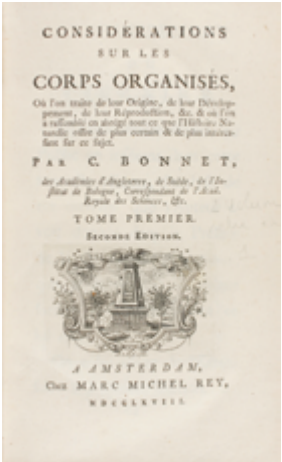 CONSIDÉRATIONS
SUR LES
CORPS ORGANISÉS,
Où l'on traite de leur Origine, de leur Dévelop-
pement, de leur Réproduction, &c. & où l'on
a rassemblé en abrégé tout ce que l'Histoire Na-
turelle offre de plus certain & de plus intéres-
sant sur ce sujet.
PAR C. BONNET,
des Académies d'Angleterre, de Suède, de l'In-
stitut de Bologne, Correspondant de l'Acad.
Royale des Sciences, &c.
TOME PREMIER.
SECONDE EDITION.
A AMSTERDAM,
Chez MARC MICHEL REY,
MDCCLXVIII.